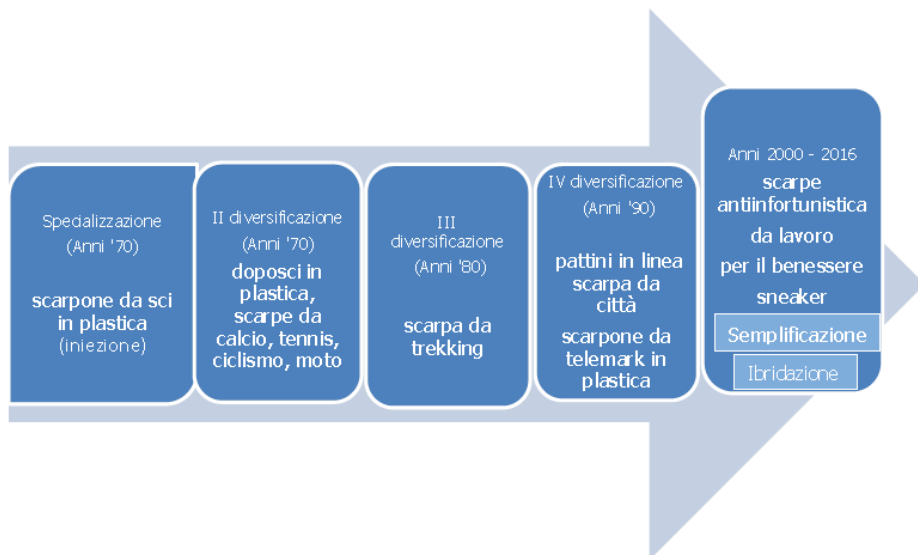 Specializzazione
(Anni '70)
scarpone da sci
in plastica
(iniezione)
II diversificazione
(Anni '70)
doposci in
plastica,
scarpe da
calcio, tennis,
ciclismo, moto
III
diversificazione
(Anni '80)
scarpa da
trekking
IV diversificazione
(Anni '90)
pattini in linea
scarpa da
città
scarpone da
telemark in
plastica
Anni 2000 - 2016
scarpe
antiinfortunistica
da lavoro
per il benessere
sneaker
Semplificazione
Ibridazione